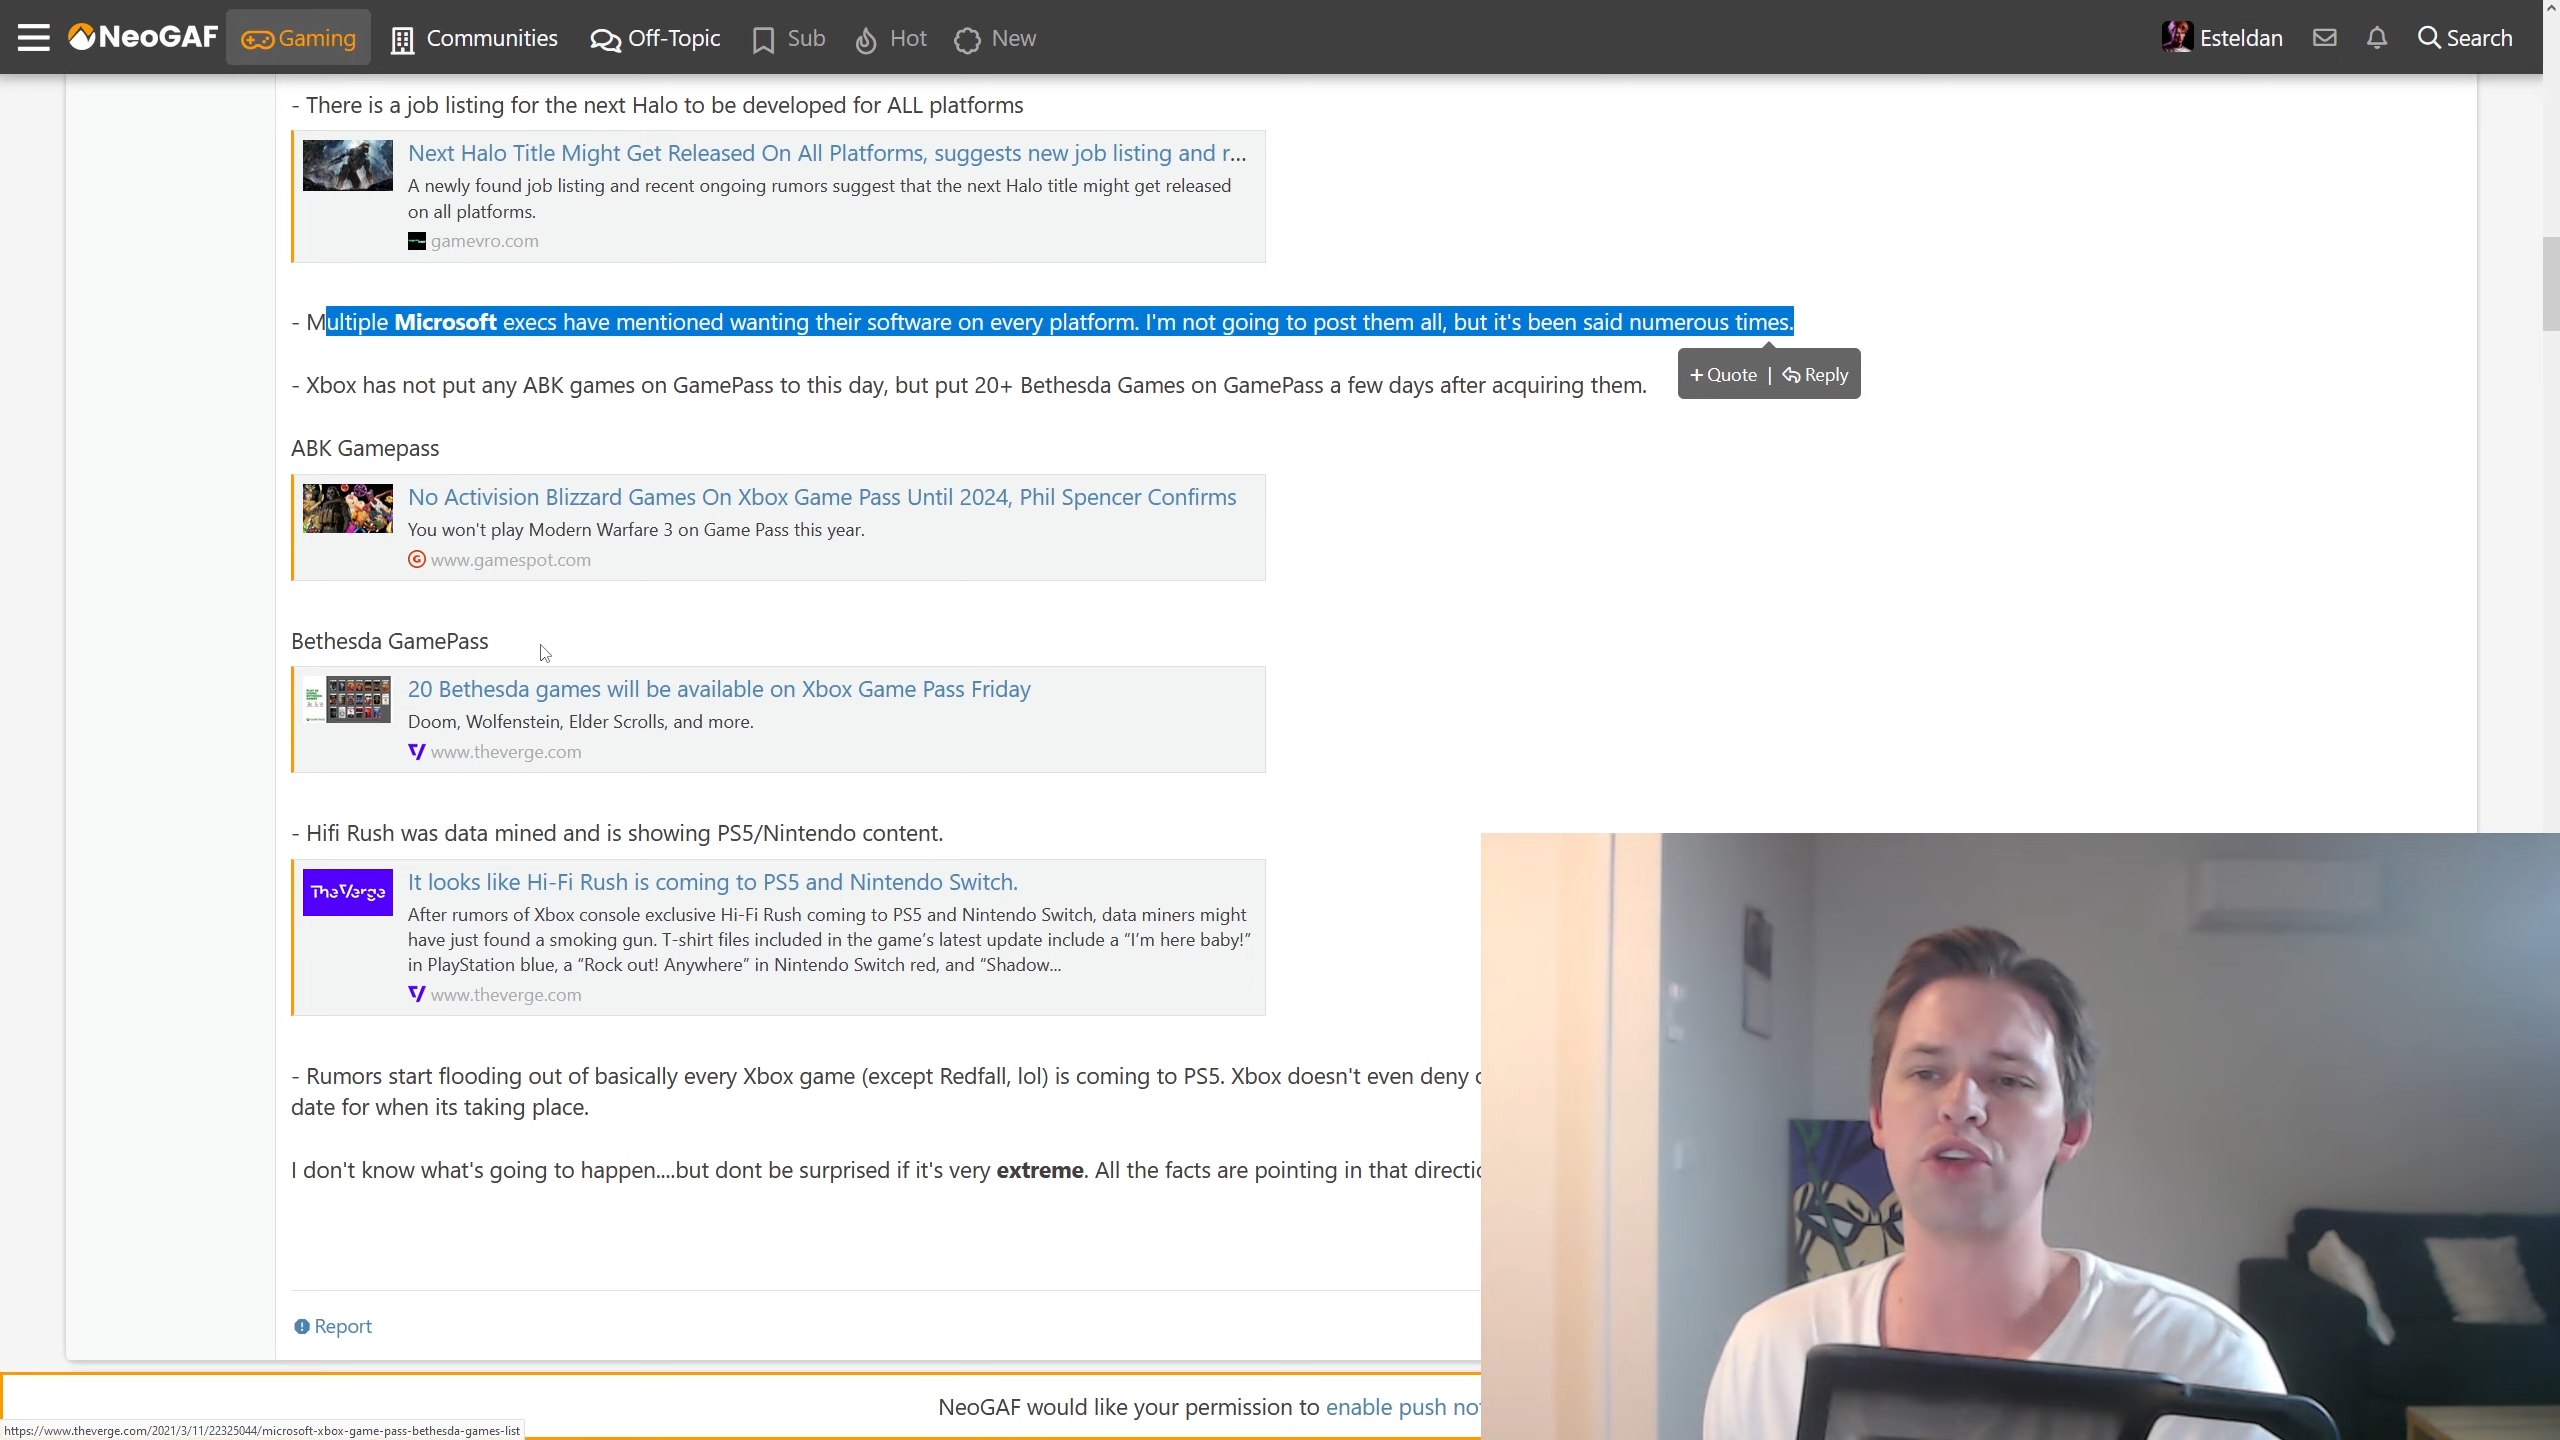 NeoGAF Gaming Communities Off-Topic Sub Hot New Esteldan Search
- There is a job listing for the next Halo to be developed for ALL platforms
Next Halo Title Might Get Released On All Platforms, suggests new job listing and r...
A newly found job listing and recent ongoing rumors suggest that the next Halo title might get released
on all platforms.
gamevro.com
- Multiple Microsoft execs have mentioned wanting their software on every platform. I'm not going to post them all, but it's been said numerous times.
+ Quote | Reply
- Xbox has not put any ABK games on GamePass to this day, but put 20+ Bethesda Games on GamePass a few days after acquiring them.
ABK Gamepass
No Activision Blizzard Games On Xbox Game Pass Until 2024, Phil Spencer Confirms
You won't play Modern Warfare 3 on Game Pass this year.
www.gamespot.com
Bethesda GamePass
20 Bethesda games will be available on Xbox Game Pass Friday
Doom, Wolfenstein, Elder Scrolls, and more.
www.theverge.com
- Hifi Rush was data mined and is showing PS5/Nintendo content.
TheVerge
It looks like Hi-Fi Rush is coming to PS5 and Nintendo Switch.
After rumors of Xbox console exclusive Hi-Fi Rush coming to PS5 and Nintendo Switch, data miners might
have just found a smoking gun. T-shirt files included in the game's latest update include a “I'm here baby!”
in PlayStation blue, a “Rock out! Anywhere” in Nintendo Switch red, and “Shadow...
www.theverge.com
- Rumors start flooding out of basically every Xbox game (except Redfall, lol) is coming to PS5. Xbox doesn't even deny
date for when its taking place.
I don't know what's going to happen....but dont be surprised if it's very extreme. All the facts are pointing in that directi
Report
NeoGAF would like your permission to enable push no
https://www.theverge.com/2021/3/11/22325044/microsoft-xbox-game-pass-bethesda-games-list